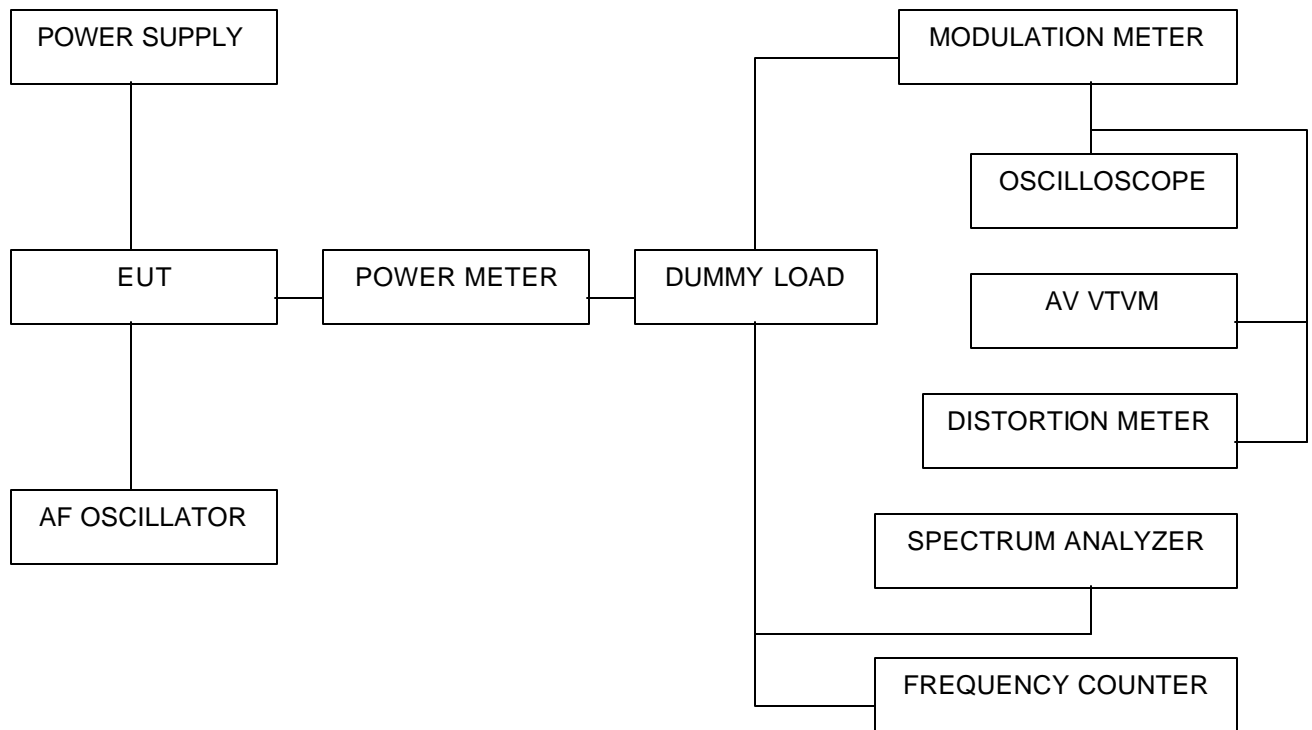 POWER SUPPLY
MODULATION METER
OSCILLOSCOPE
EUT
POWER METER
DUMMY LOAD
AV VTVM
DISTORTION METER
AF OSCILLATOR
SPECTRUM ANALYZER
FREQUENCY COUNTER